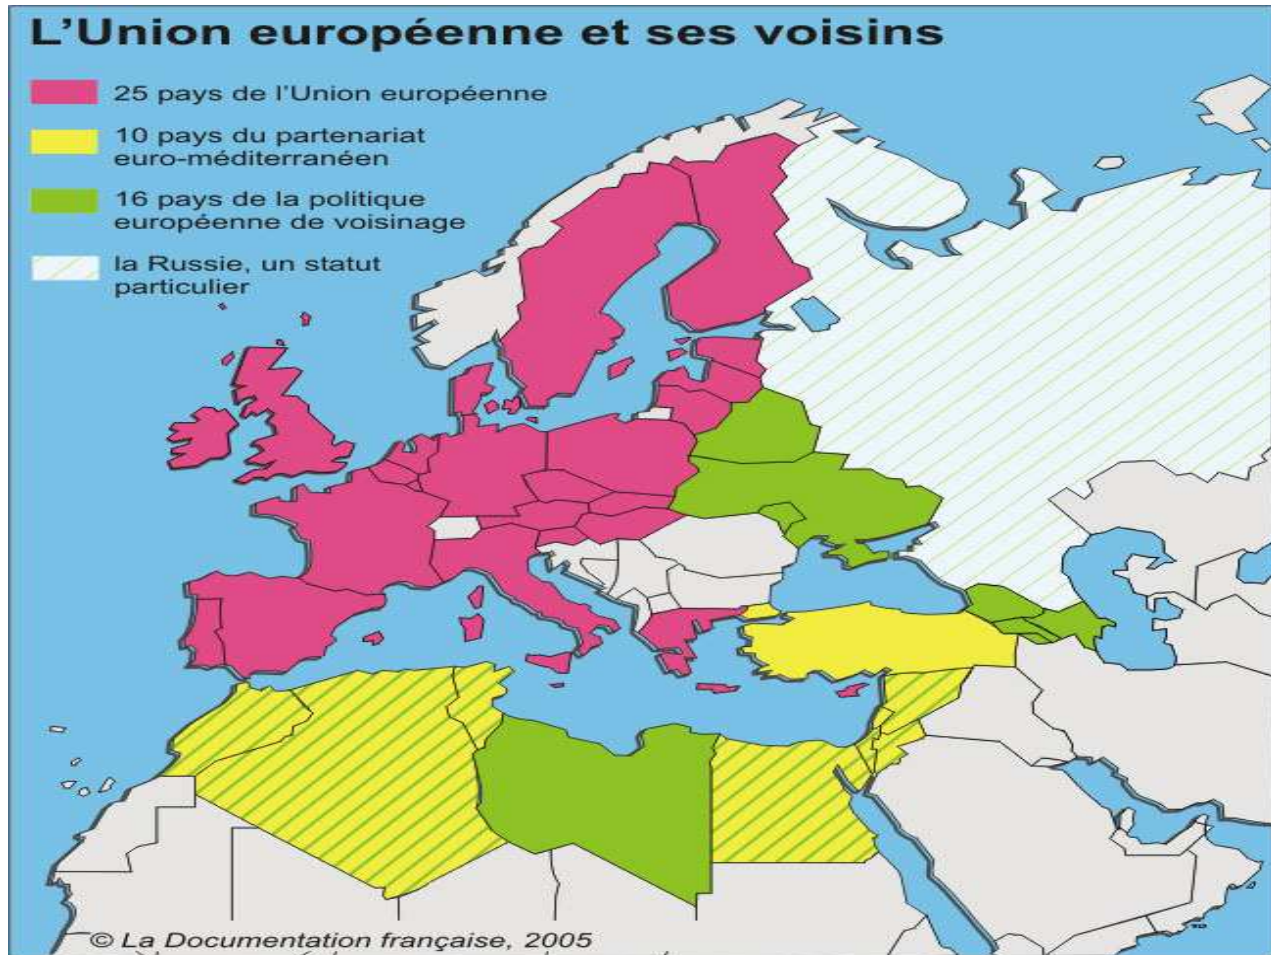 L'Union européenne et ses voisins
25 pays de l'Union européenne
10 pays du partenariat
euro-méditerranéen
16 pays de la politique
européenne de voisinage
la Russie, un statut
particulier
© La Documentation française, 2005